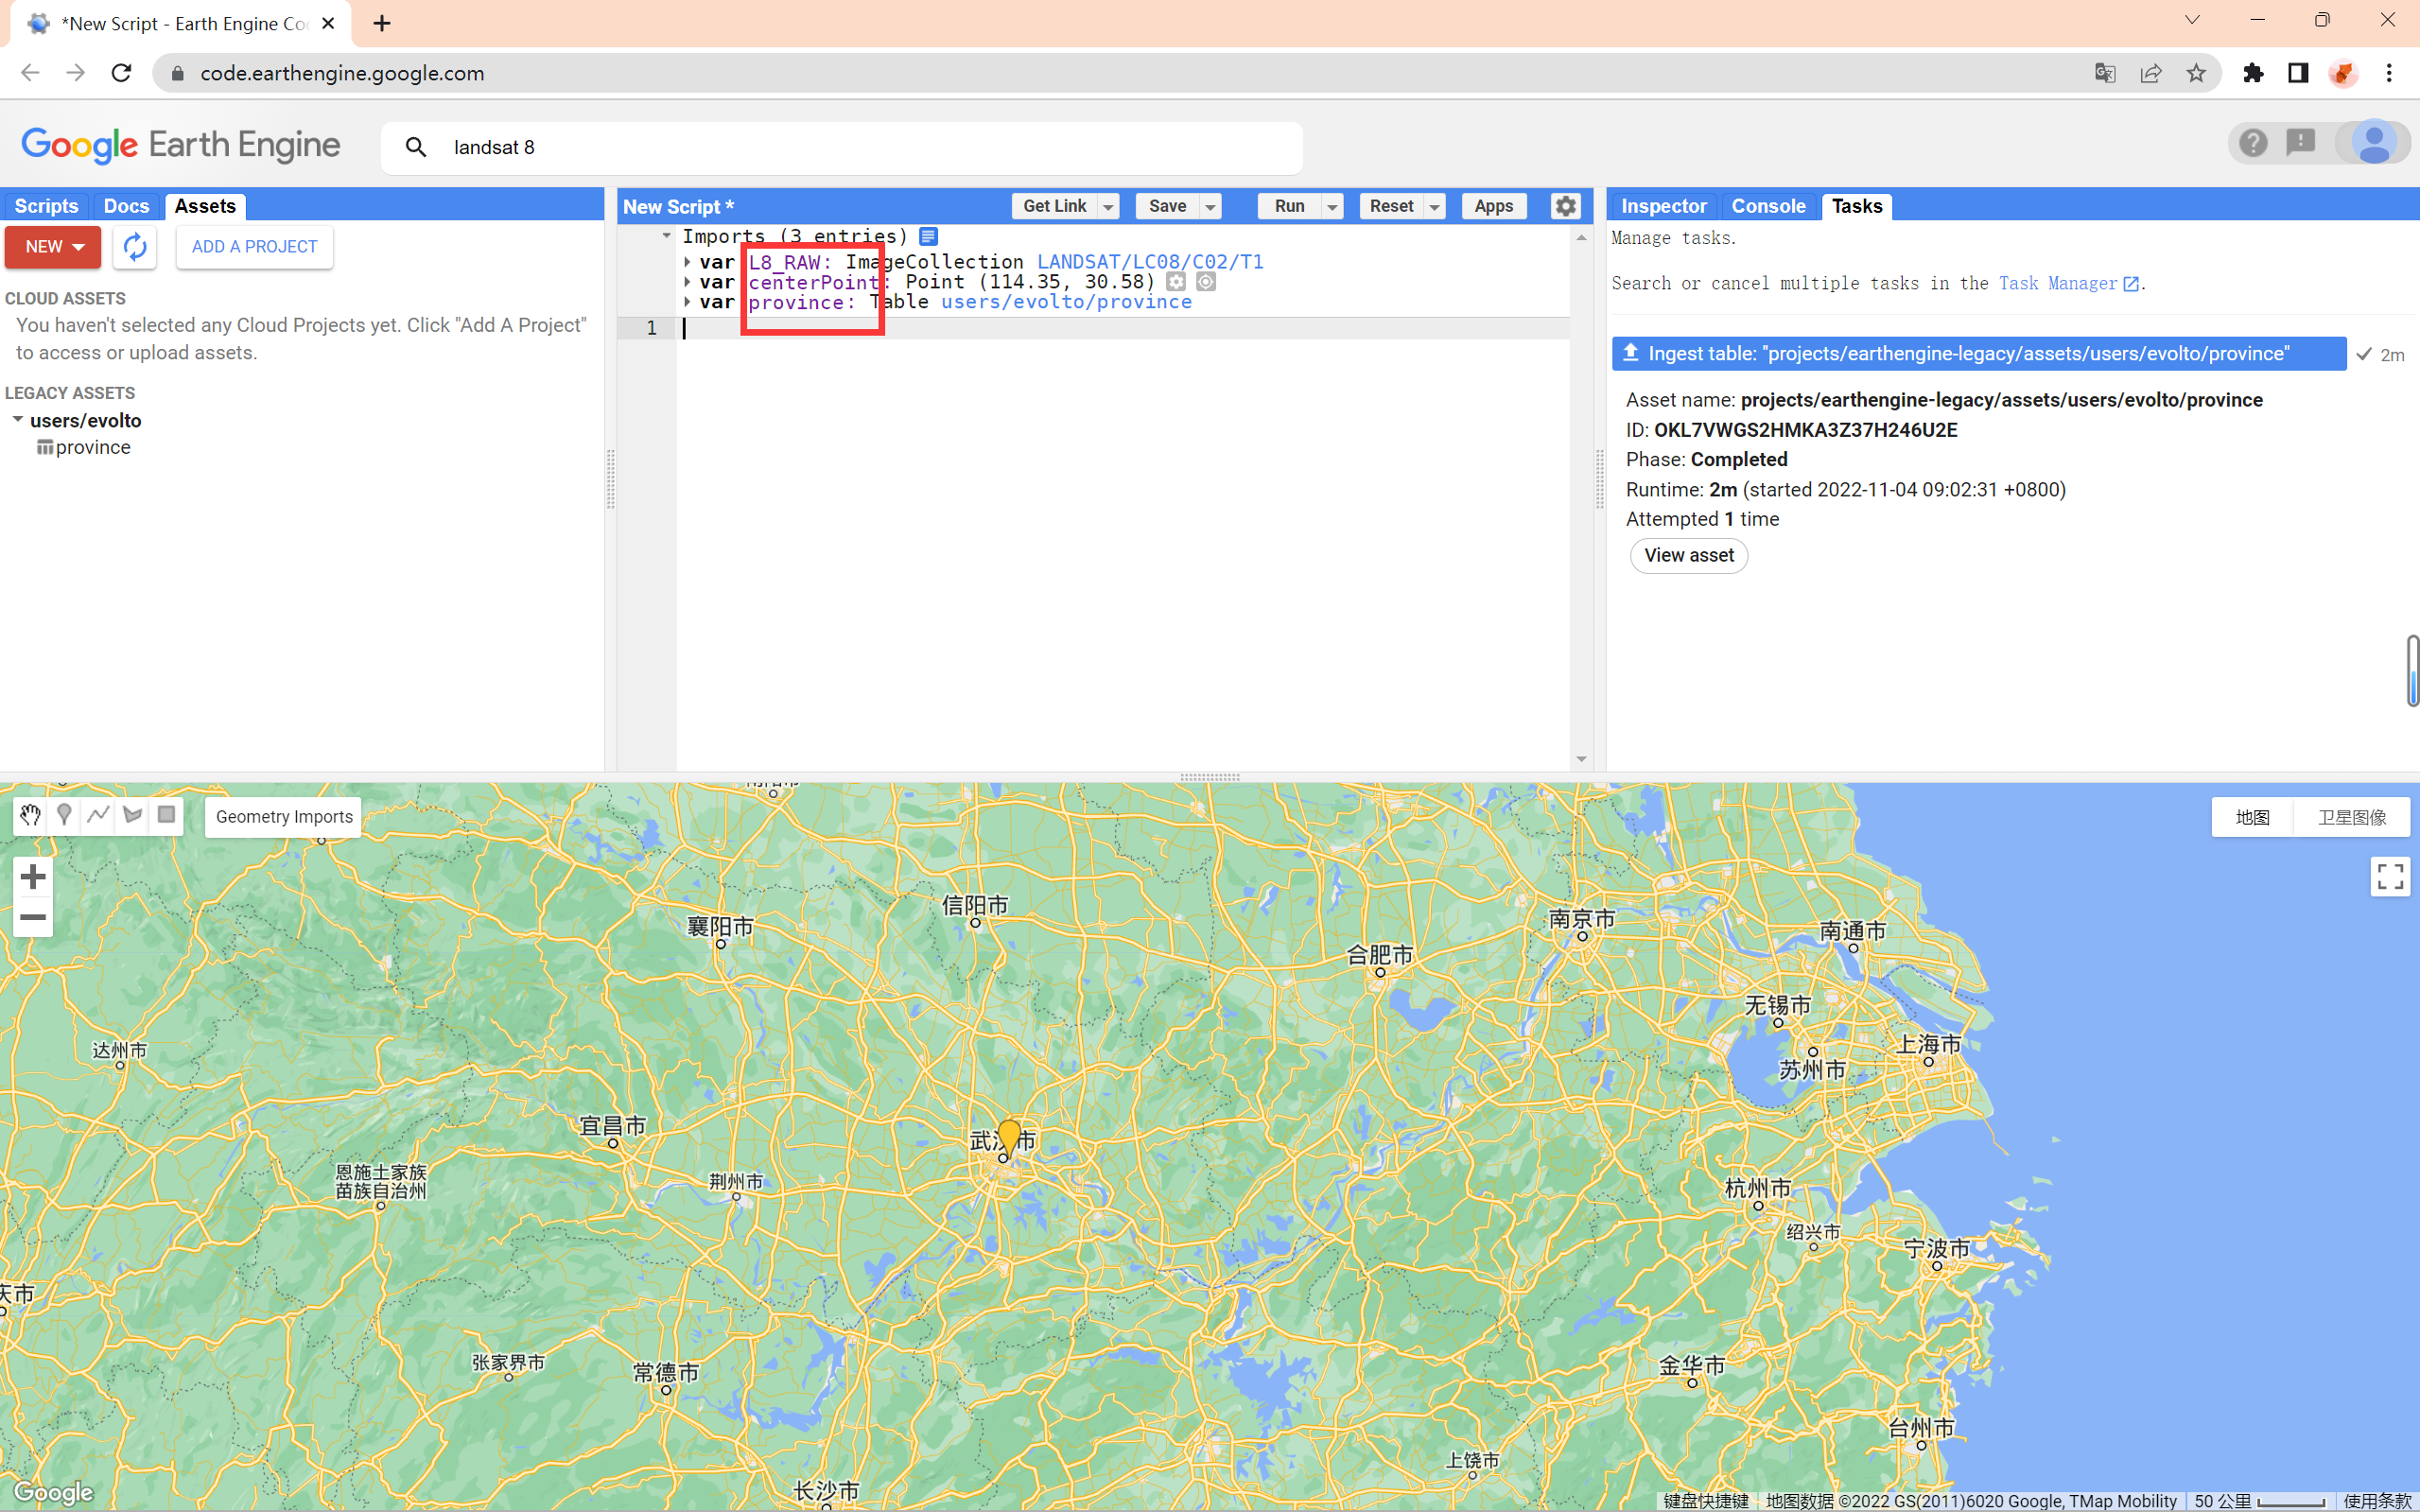 *New Script - Earth Engine Co
code.earthengine.google.com
Google Earth Engine
landsat 8
Scripts Docs Assets
NEW
ADD A PROJECT
CLOUD ASSETS
You haven't selected any Cloud Projects yet. Click "Add A Project"
to access or upload assets.
LEGACY ASSETS
users/evolto
province
New Script *
Get Link Save Run Reset Apps
Imports (3 entries)
var L8_RAW: ImageCollection LANDSAT/LC08/C02/T1
var centerPoint: Point (114.35, 30.58)
var province: Table users/evolto/province
1
Inspector Console Tasks
Manage tasks.
Search or cancel multiple tasks in the Task Manager.
Ingest table: "projects/earthengine-legacy/assets/users/evolto/province"
2m
Asset name: projects/earthengine-legacy/assets/users/evolto/province
ID: OKL7VWGS2HMKA3Z37H246U2E
Phase: Completed
Runtime: 2m (started 2022-11-04 09:02:31 +0800)
Attempted 1 time
View asset
Geometry Imports
地图
卫星图像
襄阳市
信阳市
合肥市
南京市
南通市
无锡市
上海市
苏州市
达州市
宜昌市
武汉市
恩施土家族
苗族自治州
荆州市
杭州市
绍兴市
宁波市
庆市
张家界市
常德市
金华市
台州市
上饶市
长沙市
Google
键盘快捷键 地图数据 ©2022 GS(2011)6020 Google, TMap Mobility 50 公里 使用条款